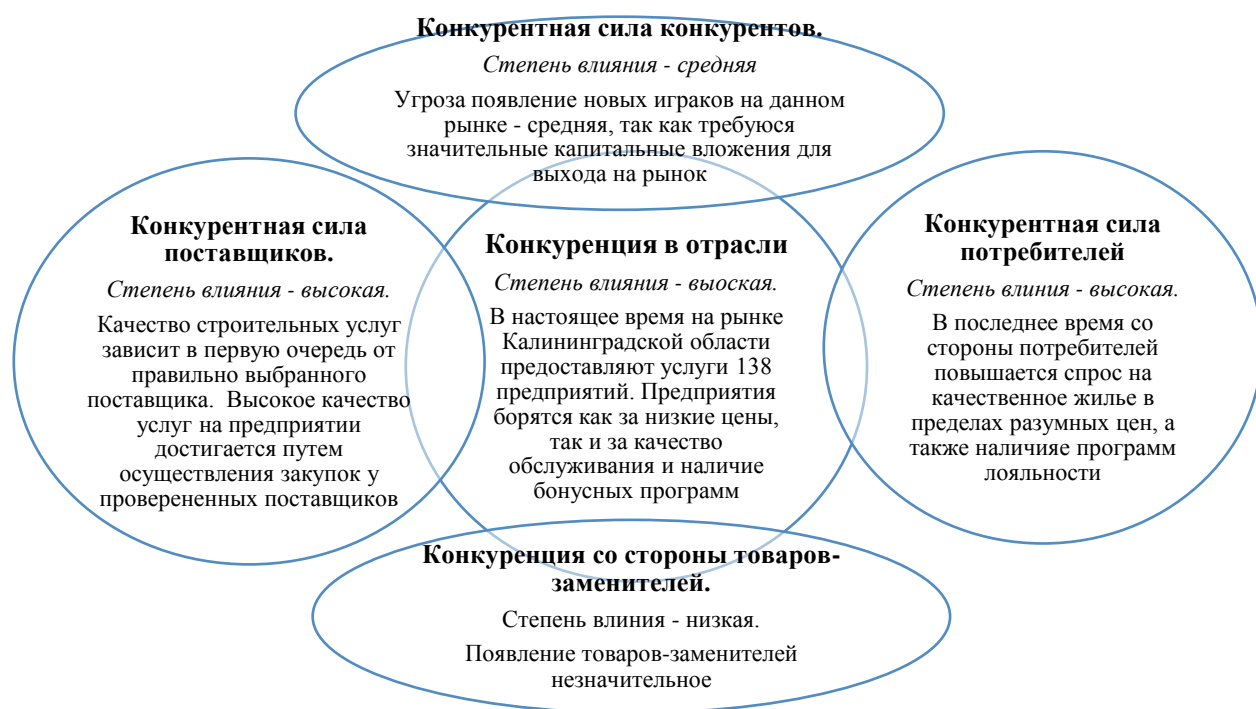 Конкурентная сила конкурентов.
Степень влияния - средняя
Угроза появление новых играков на данном
рынке - средняя, так как требуюся
значительные капитальные вложения для
выхода на рынок
Конкурентная сила
поставщиков.
Степень влияния - высокая.
Качество строительных услуг
зависит в первую очередь от
правильно выбранного
поставщика.  Высокое качество
услуг на предприятии
достигается путем
осуществления закупок у
проверененных поставщиков
Конкуренция в отрасли
Степень влияния - выоская.
В настоящее время на рынке
Калининградской области
предоставляют услуги 138
предприятий. Предприятия
борятся как за низкие цены,
так и за качество
обслуживания и наличие
бонусных программ
Конкурентная сила
потребителей
Степень влиния - высокая.
В последнее время со
стороны потребителей
повышается спрос на
качественное жилье в
пределах разумных цен, а
также наличияе программ
лояльности
Конкуренция со стороны товаров-
заменителей.
Степень влиния - низкая.
Появление товаров-заменителей
незначительное